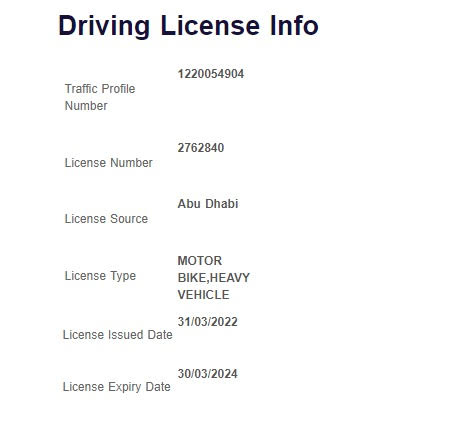 Driving License Info
Traffic Profile Number 1220054904
License Number 2762840
License Source Abu Dhabi
License Type MOTOR BIKE,HEAVY VEHICLE
License Issued Date 31/03/2022
License Expiry Date 30/03/2024